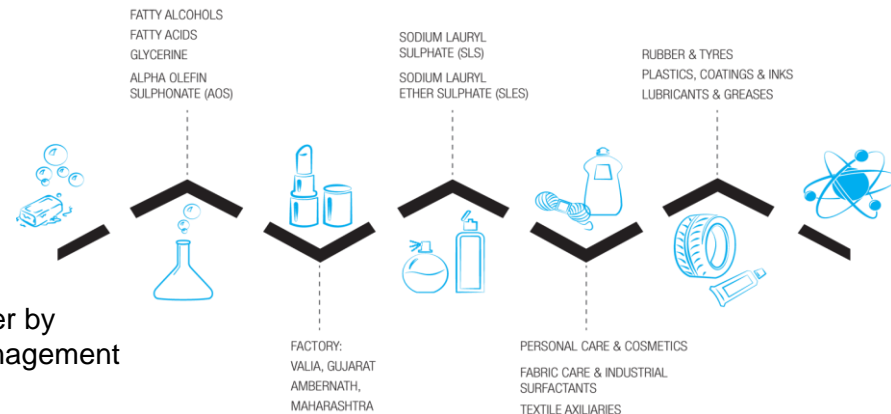 FATTY ALCOHOLS
FATTY ACIDS
GLYCERINE
ALPHA OLEFIN
SULPHONATE (AOS)
SODIUM LAURYL
SULPHATE (SLS)
SODIUM LAURYL
ETHER SULPHATE (SLES)
RUBBER & TYRES
PLASTICS, COATINGS & INKS
LUBRICANTS & GREASES
by
FACTORY:
VALIA, GUJARAT
AMBERNATH,
MAHARASHTRA
PERSONAL CARE & COSMETICS
FABRIC CARE & INDUSTRIAL
SURFACTANTS
TEXTILE AXILIARIES